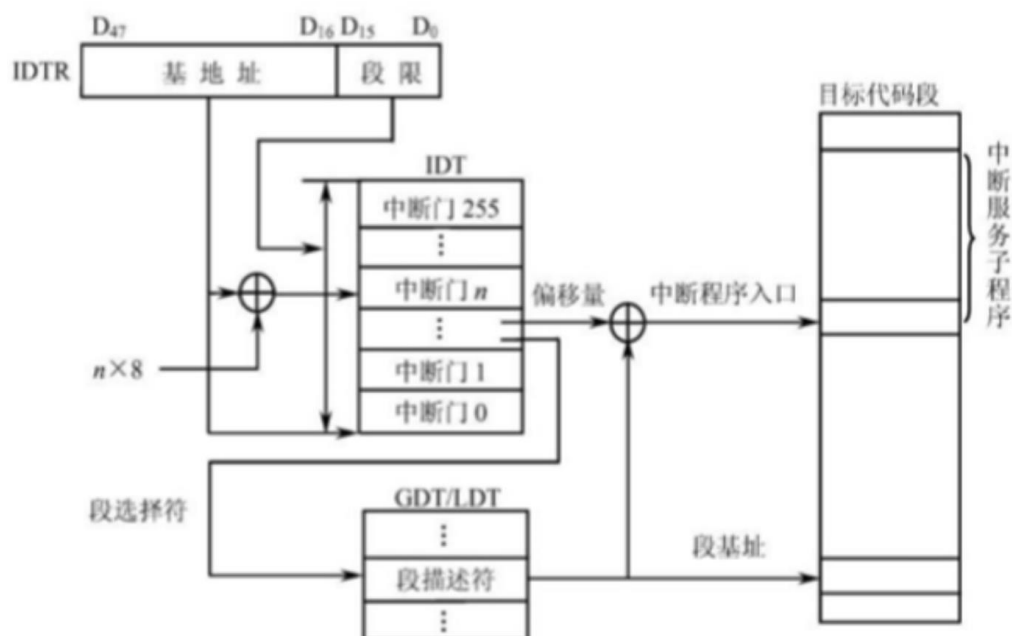 D₄₇ D₁₆ D₁₅ D₀
IDTR 基地址 段限
目标代码段
IDT
中断门 255
⋮
中断门 n
偏移量
中断程序入口
中断服务子程序
⋮
n×8
中断门 1
中断门 0
段选择符
GDT/LDT
⋮
段基址
段描述符
⋮